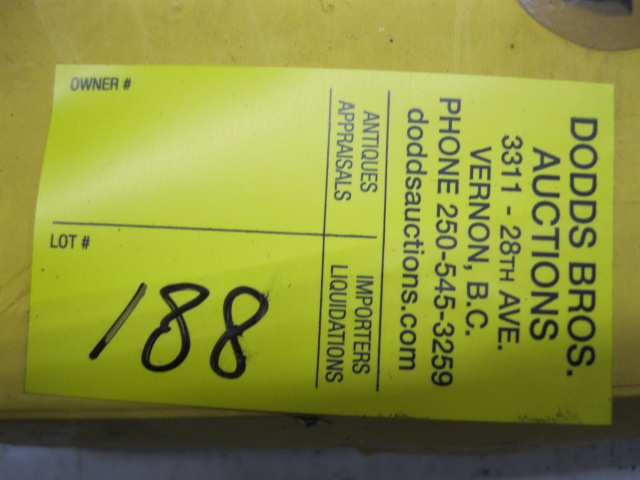 DODDS BROS.
AUCTIONS
3311 - 28TH AVE.
VERNON, B.C.
PHONE 250-545-3259
doddsauctions.com
ANTIQUES
APPRAISALS
IMPORTERS
LIQUIDATIONS
OWNER #
LOT #
188